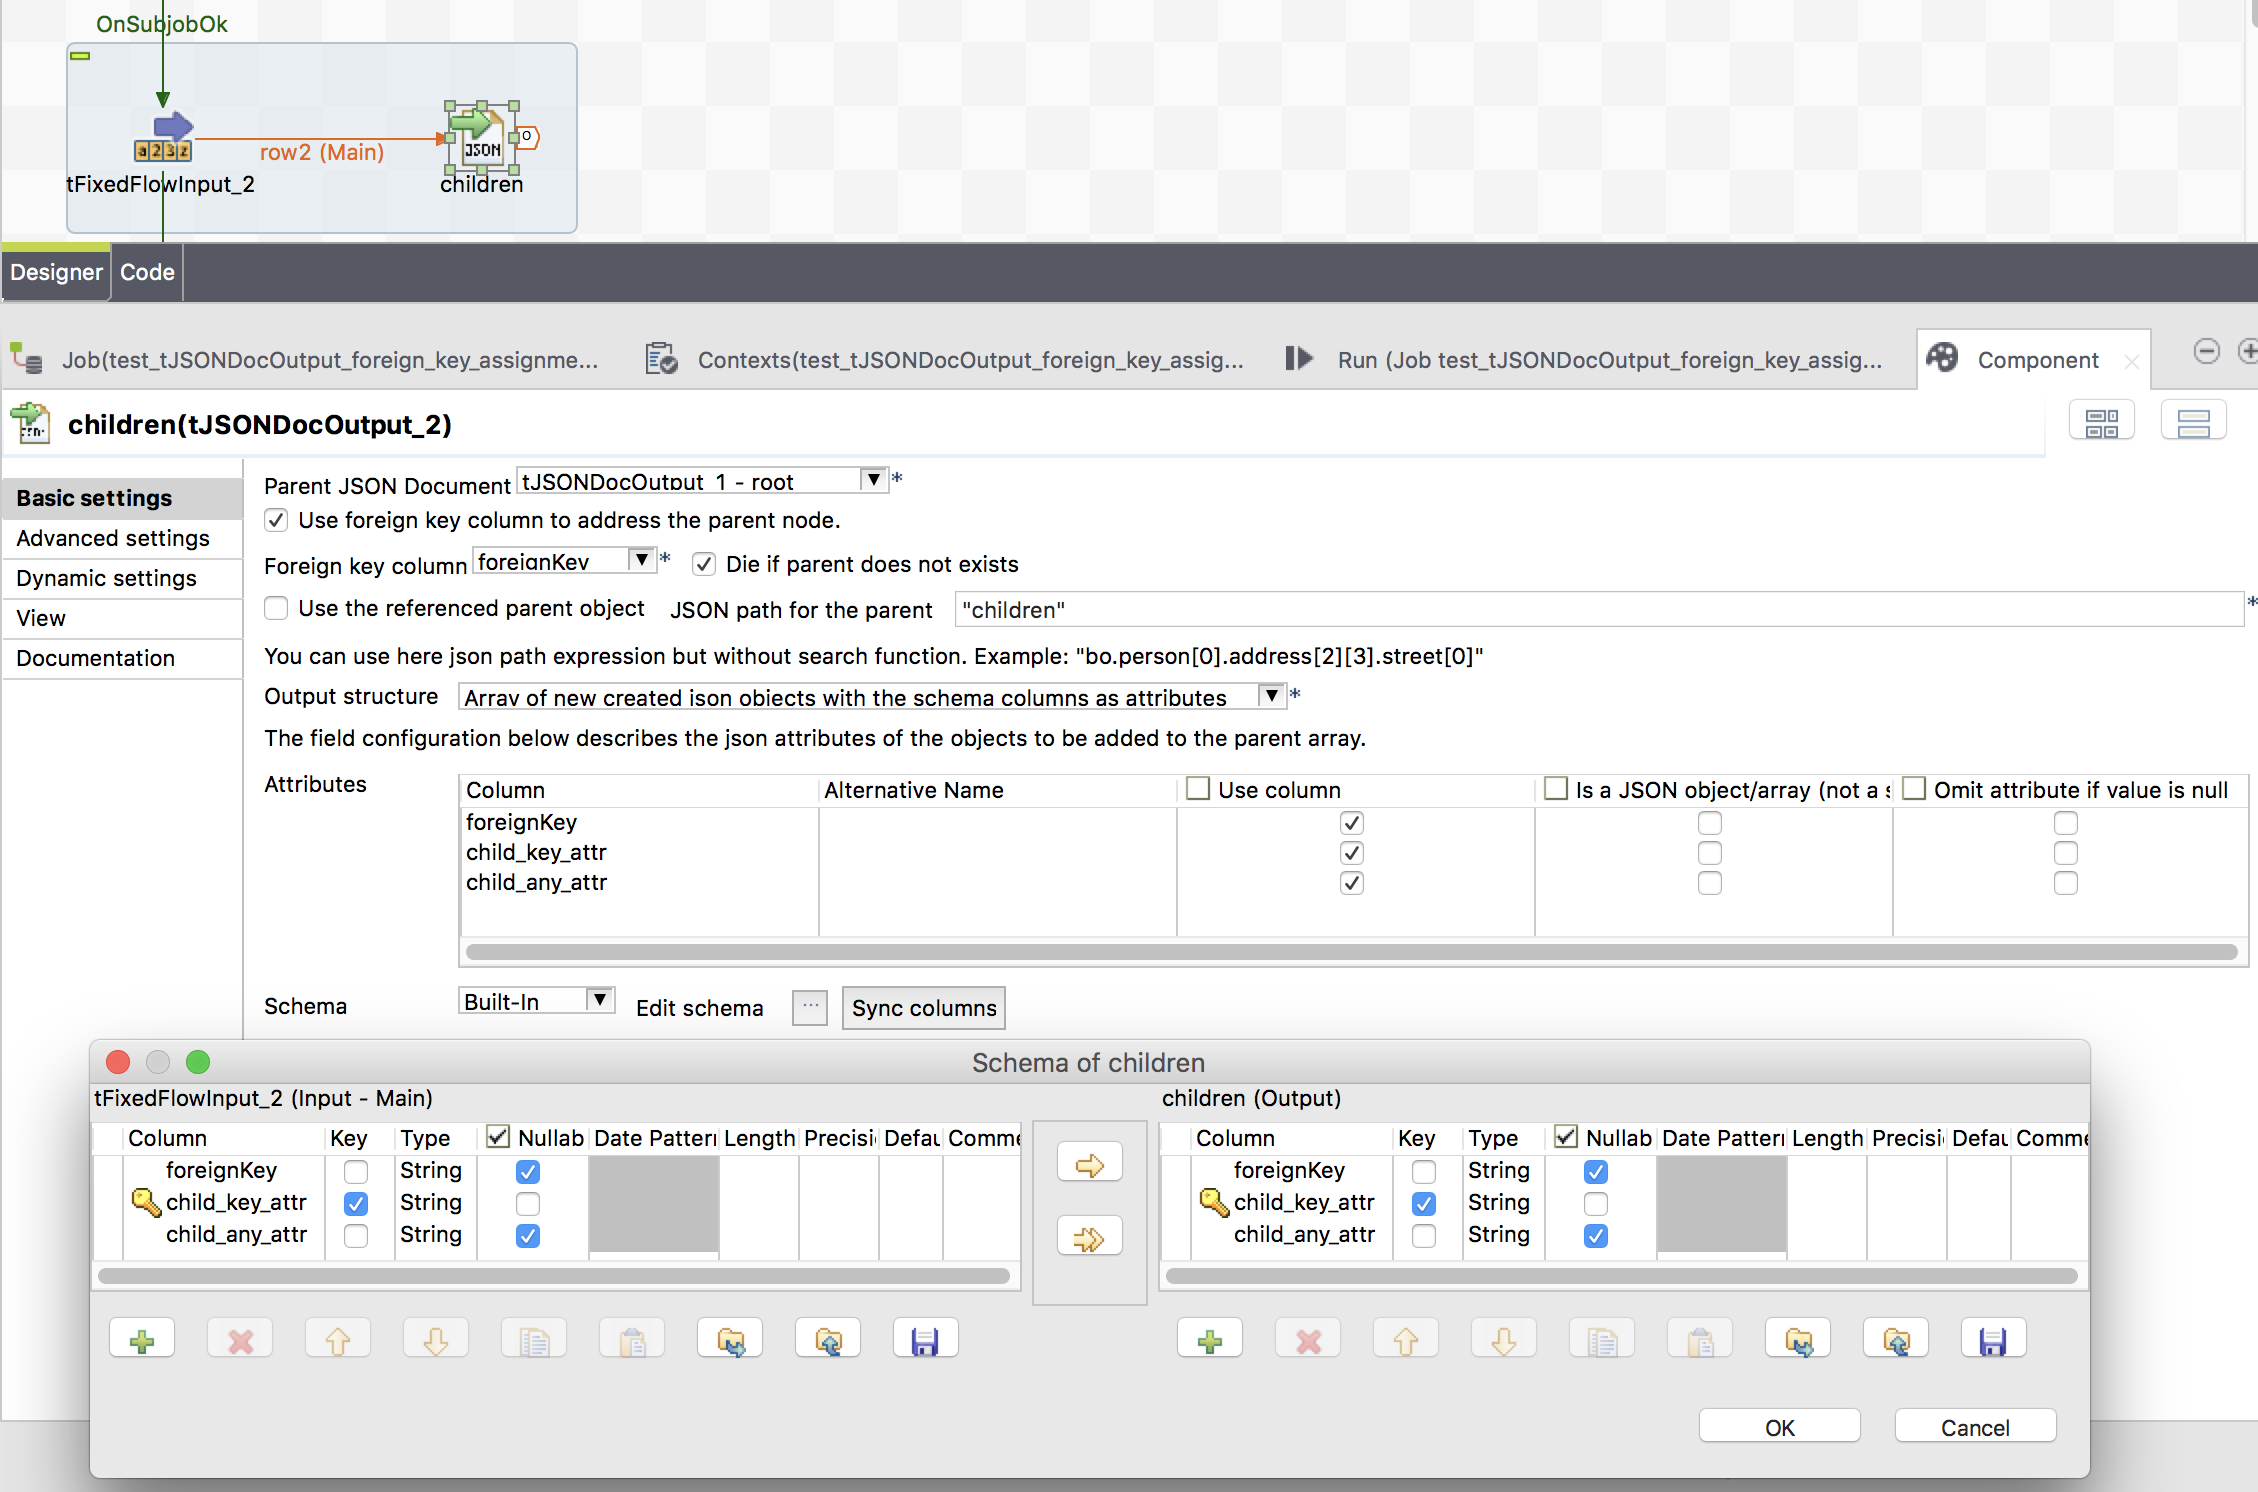 OnSubjobOk
row2 (Main)
tFixedFlowInput_2
JSON
children
Designer Code
Job(test_tJSONDocOutput_foreign_key_assignme...
Contexts(test_tJSONDocOutput_foreign_key_assig...
Run (Job test_tJSONDocOutput_foreign_key_assig...
Component
children(tJSONDocOutput_2)
Basic settings
Advanced settings
Dynamic settings
View
Documentation
Parent JSON Document tJSONDocOutput_1 - root *
Use foreign key column to address the parent node.
Foreign key column foreignKey * Die if parent does not exists
Use the referenced parent object JSON path for the parent "children" *
You can use here json path expression but without search function. Example: "bo.person[0].address[2][3].street[0]"
Output structure Array of new created json objects with the schema columns as attributes *
The field configuration below describes the json attributes of the objects to be added to the parent array.
Attributes
Column Alternative Name Use column Is a JSON object/array (not a s Omit attribute if value is null
foreignKey
child_key_attr
child_any_attr
Schema Built-In Edit schema ... Sync columns
Schema of children
tFixedFlowInput_2 (Input - Main)
Column Key Type Nullab Date Pattern Length Precisi Defau Comme
foreignKey String
child_key_attr String
child_any_attr String
children (Output)
Column Key Type Nullab Date Pattern Length Precisi Defau Comme
foreignKey String
child_key_attr String
child_any_attr String
OK Cancel